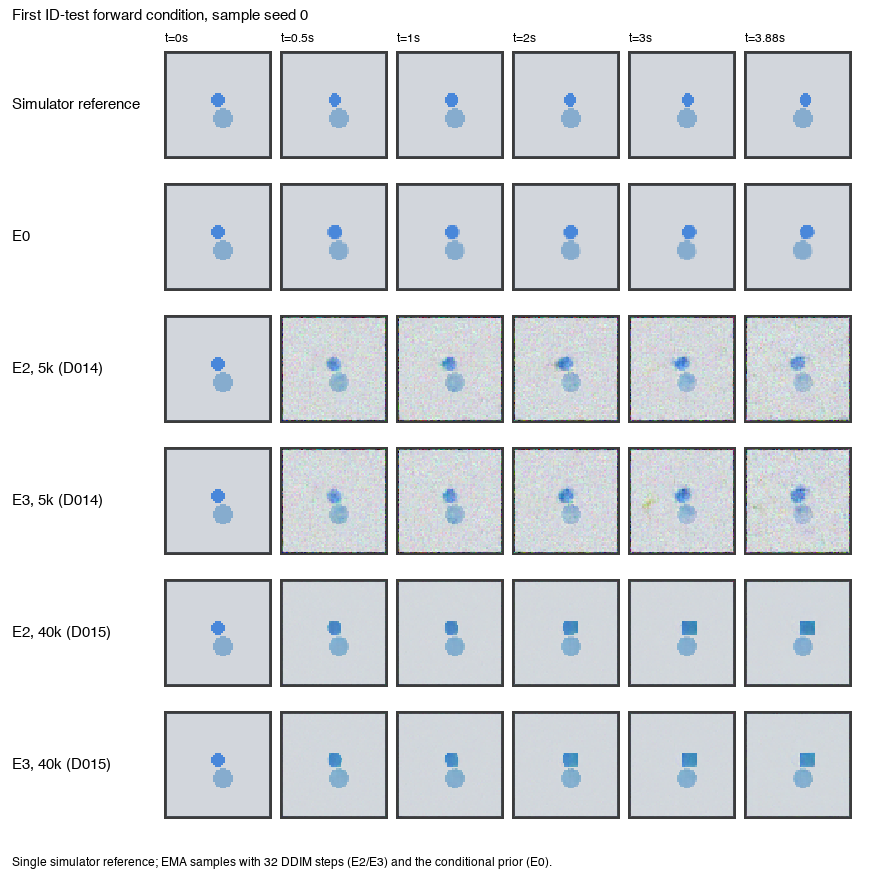 First ID-test forward condition, sample seed 0
t=0s t=0.5s t=1s t=2s t=3s t=3.88s
Simulator reference
E0
E2, 5k (D014)
E3, 5k (D014)
E2, 40k (D015)
E3, 40k (D015)
Single simulator reference; EMA samples with 32 DDIM steps (E2/E3) and the conditional prior (E0).